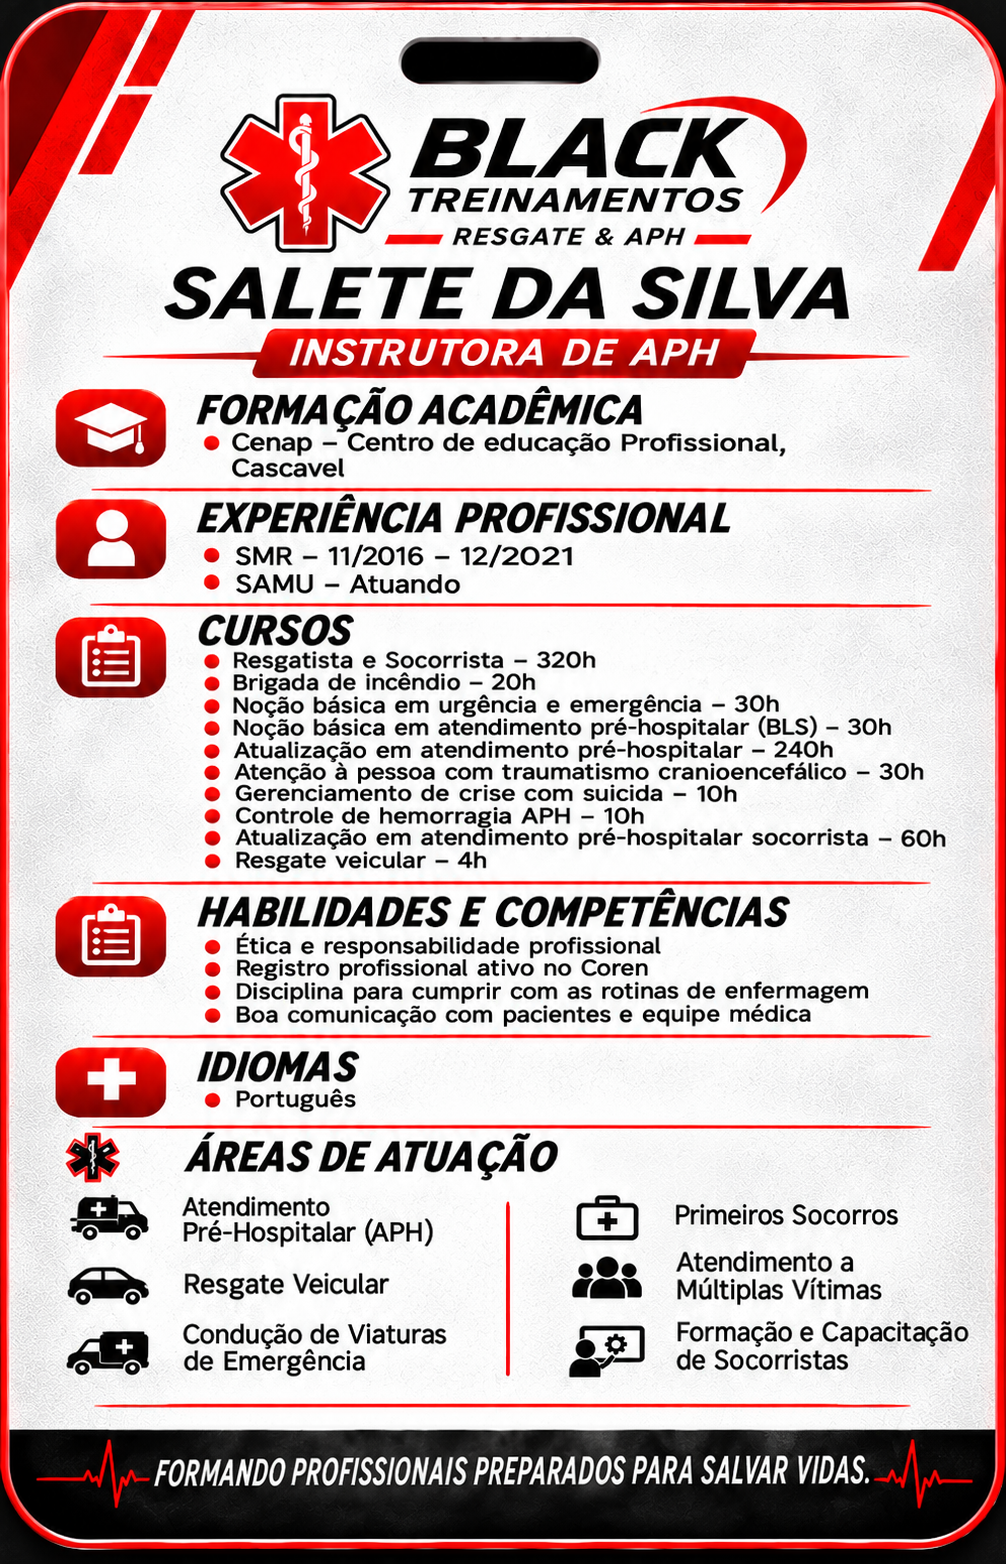 BLACK
TREINAMENTOS
RESGATE & APH
SALETE DA SILVA
INSTRUTORA DE APH
FORMAÇÃO ACADÊMICA
Cenap – Centro de educação Profissional,
Cascavel
EXPERIÊNCIA PROFISSIONAL
SMR – 11/2016 – 12/2021
SAMU – Atuando
CURSOS
Resgatista e Socorrista – 320h
Brigada de incêndio – 20h
Noção básica em urgência e emergência – 30h
Noção básica em atendimento pré-hospitalar (BLS) – 30h
Atualização em atendimento pré-hospitalar – 240h
Atenção à pessoa com traumatismo cranioencefálico – 30h
Gerenciamento de crise com suicida – 10h
Controle de hemorragia APH – 10h
Atualização em atendimento pré-hospitalar socorrista – 60h
Resgate veicular – 4h
HABILIDADES E COMPETÊNCIAS
Ética e responsabilidade profissional
Registro profissional ativo no Coren
Disciplina para cumprir com as rotinas de enfermagem
Boa comunicação com pacientes e equipe médica
IDIOMAS
Português
ÁREAS DE ATUAÇÃO
Atendimento
Pré-Hospitalar (APH)
Resgate Veicular
Condução de Viaturas
de Emergência
Primeiros Socorros
Atendimento a
Múltiplas Vítimas
Formação e Capacitação
de Socorristas
FORMANDO PROFISSIONAIS PREPARADOS PARA SALVAR VIDAS.